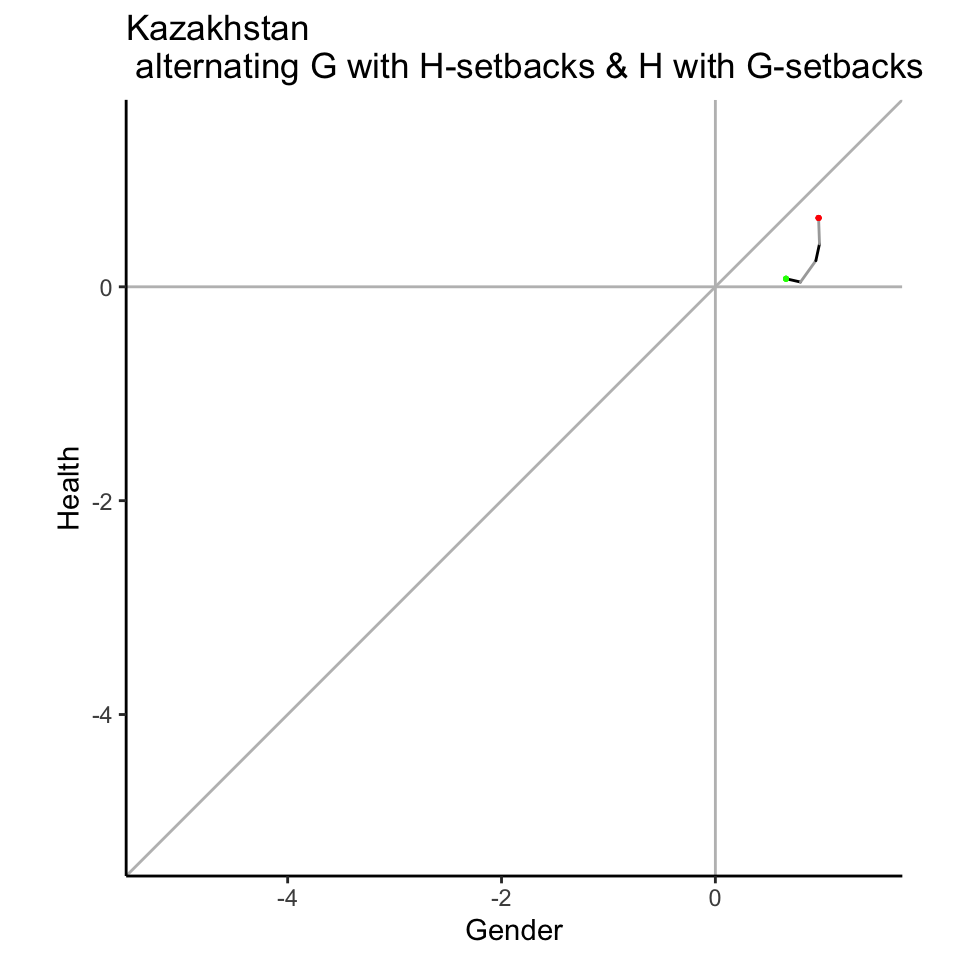 Kazakhstan
alternating G with H-setbacks & H with G-setbacks
0
-2
-4
Health
-4
-2
0
Gender